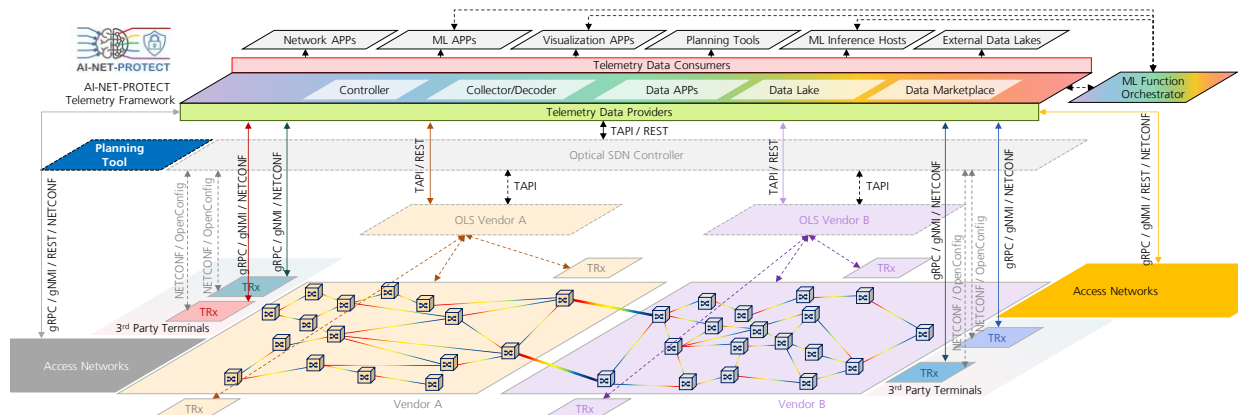 Network APPs
ML APPs
Visualization APPs
Planning Tools
ML Inference Hosts
External Data Lakes
AI-NET-PROTECT
AI-NET-PROTECT
Telemetry Framework
Telemetry Data Consumers
Controller
Collector/Decoder
Data APPs
Data Lake
Data Marketplace
ML Function
Orchestrator
Telemetry Data Providers
TAPI / REST
Planning
Tool
Optical SDN Controller
gRPC / gNMI / REST / NETCONF
NETCONF / OpenConfig
NETCONF / OpenConfig
gRPC / gNMI / NETCONF
gRPC / gNMI / NETCONF
TAPI / REST
TAPI
TAPI / REST
TAPI
gRPC / gNMI / NETCONF
NETCONF / OpenConfig
NETCONF / OpenConfig
gRPC / gNMI / NETCONF
gRPC / gNMI / REST / NETCONF
OLS Vendor A
OLS Vendor B
TRx
TRx
TRx
TRx
3rd Party Terminals
Access Networks
Access Networks
TRx
TRx
3rd Party Terminals
TRx
Vendor A
TRx
Vendor B